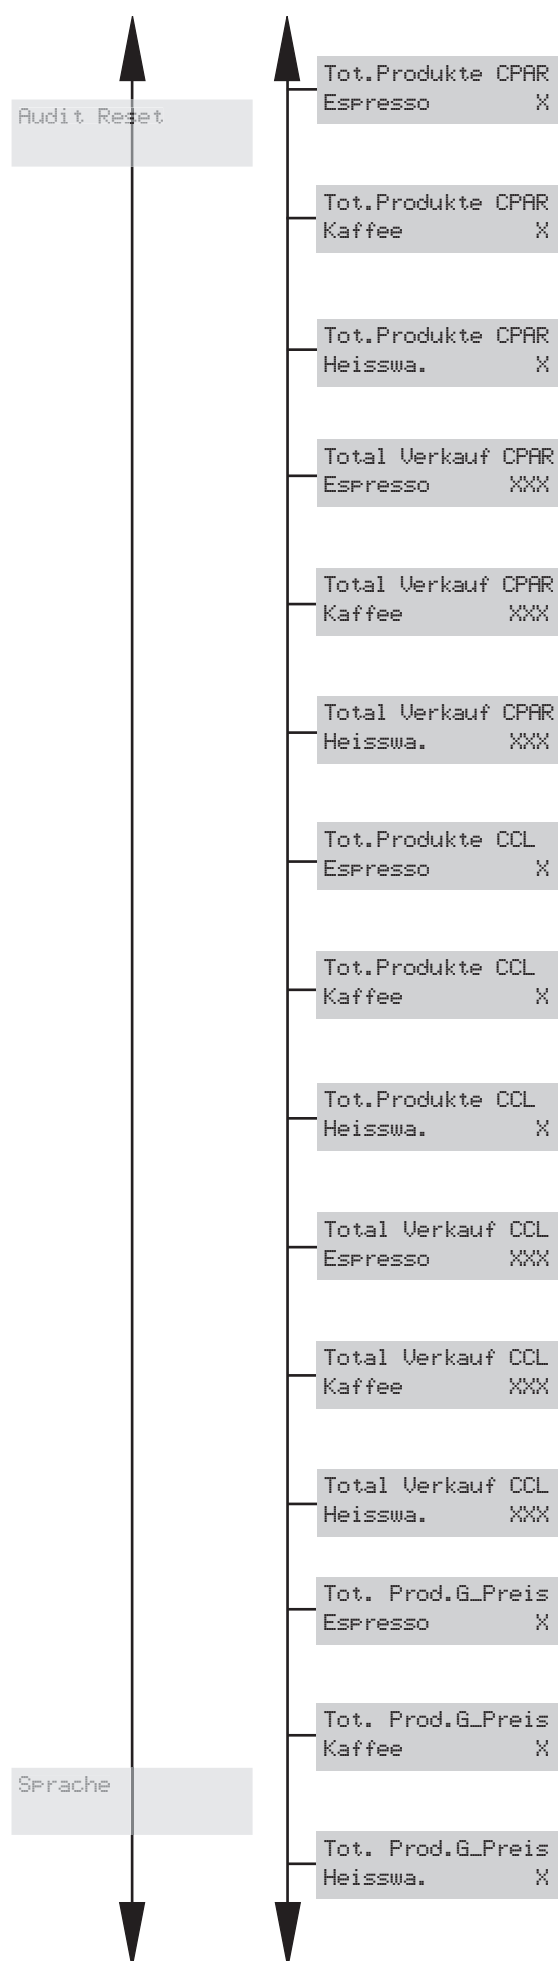 Tot.Produkte CPAR
Espresso X
Audit Reset
Tot.Produkte CPAR
Kaffee X
Tot.Produkte CPAR
Heisswa. X
Total Verkauf CPAR
Espresso XXX
Total Verkauf CPAR
Kaffee XXX
Total Verkauf CPAR
Heisswa. XXX
Tot.Produkte CCL
Espresso X
Tot.Produkte CCL
Kaffee X
Tot.Produkte CCL
Heisswa. X
Total Verkauf CCL
Espresso XXX
Total Verkauf CCL
Kaffee XXX
Total Verkauf CCL
Heisswa. XXX
Tot. Prod.G_Preis
Espresso X
Tot. Prod.G_Preis
Kaffee X
Sprache
Tot. Prod.G_Preis
Heisswa. X